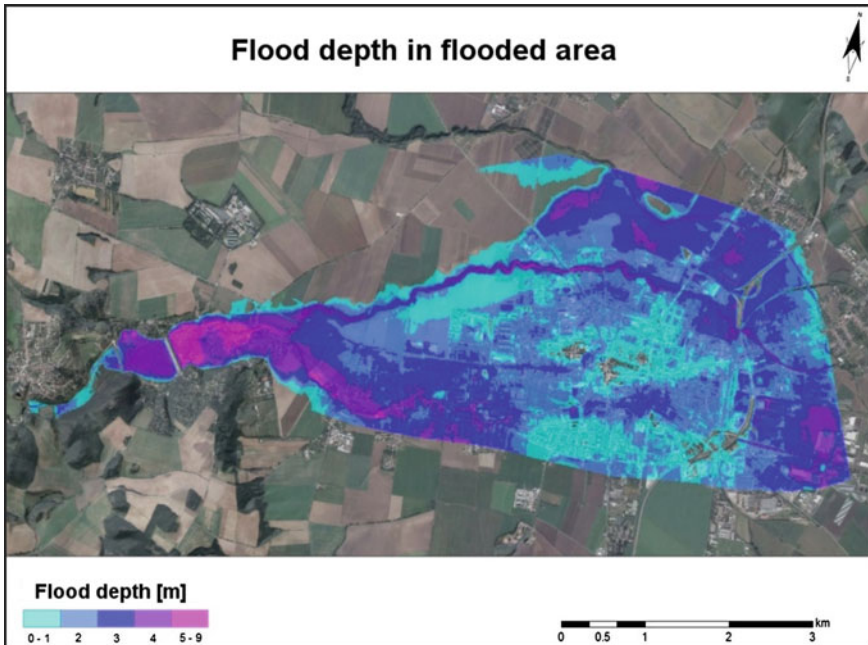 Flood depth in flooded area
N
S
Flood depth [m]
0 - 1 2 3 4 5 - 9
km
0 0.5 1 2 3